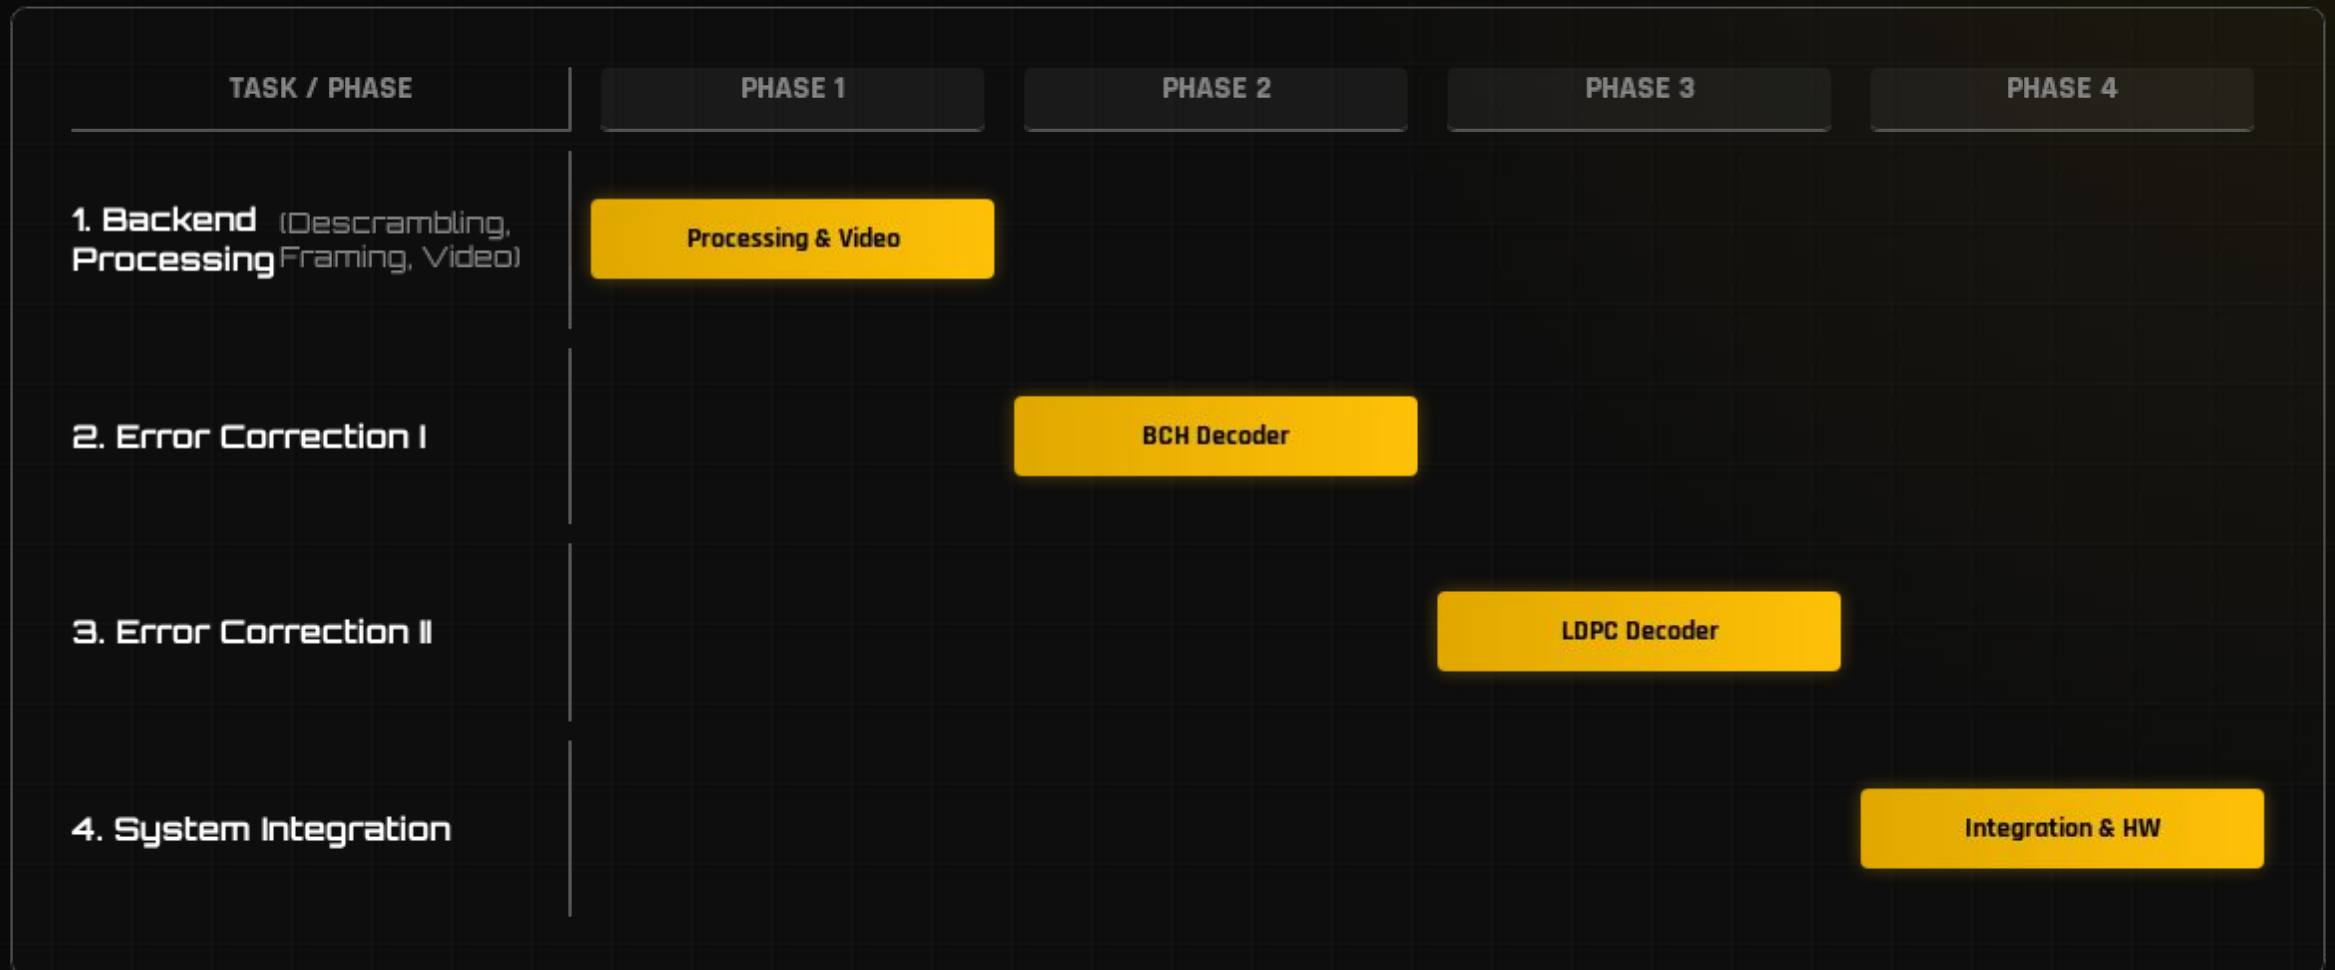 TASK / PHASE
PHASE 1
PHASE 2
PHASE 3
PHASE 4
1. Backend
Processing
(Descrambling,
Framing, Video)
Processing & Video
2. Error Correction I
BCH Decoder
3. Error Correction II
LDPC Decoder
4. System Integration
Integration & HW